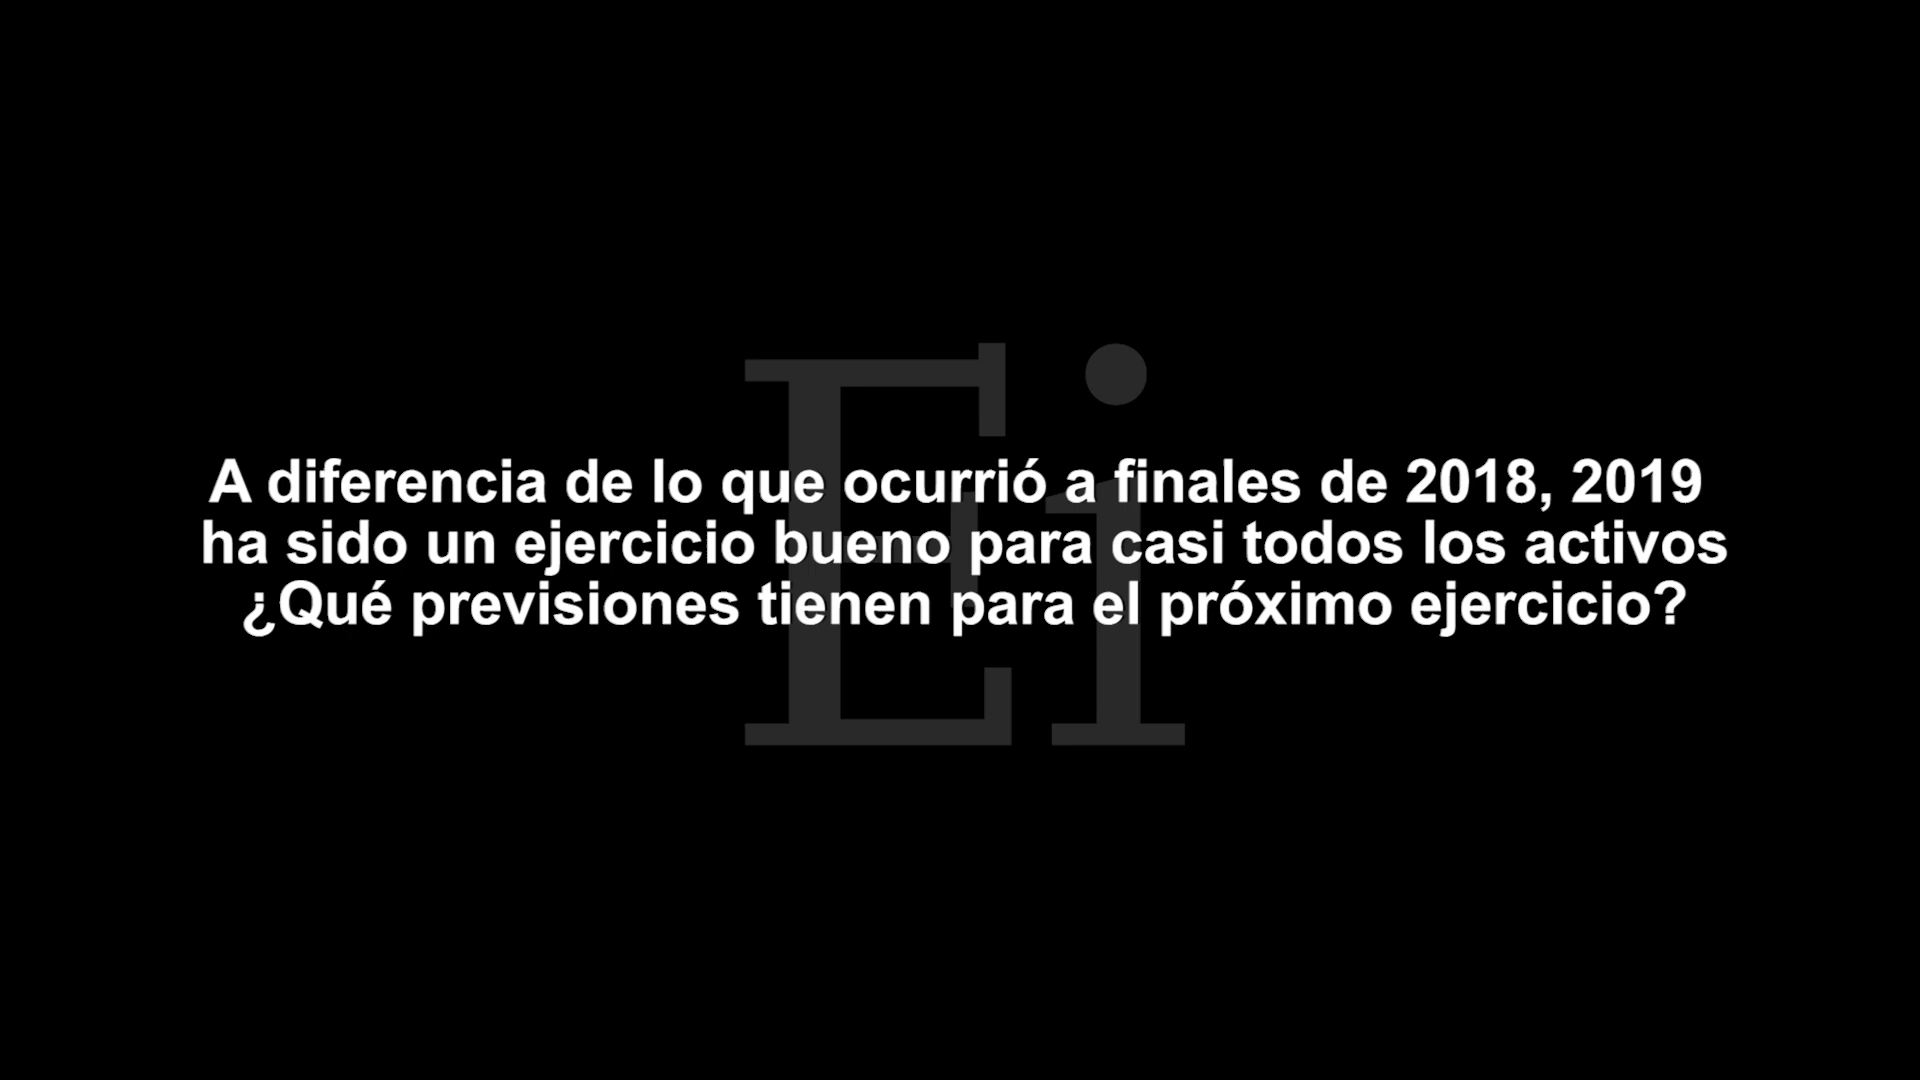 A diferencia de lo que ocurrió a finales de 2018, 2019
ha sido un ejercicio bueno para casi todos los activos
¿Qué previsiones tienen para el próximo ejercicio?
Ei